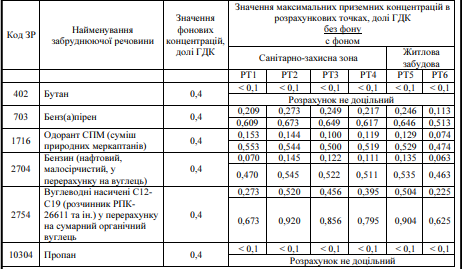 Код ЗР
Найменування забруднюючої речовини
Значення фонових концентрацій, долі ГДК
Значення максимальних приземних концентрацій в розрахункових точках, долі ГДК
без фону
с фоном
Санітарно-захисна зона
Житлова забудова
РТ1 РТ2 РТ3 РТ4 РТ5 РТ6
402 Бутан 0,4 < 0,1 < 0,1 < 0,1 < 0,1 < 0,1 < 0,1
Розрахунок не доцільний
703 Бенз(а)пірен 0,4 0,209 0,273 0,249 0,217 0,246 0,113
0,609 0,673 0,649 0,617 0,646 0,513
1716 Одорант СПМ (суміш природних меркаптанів) 0,4 0,153 0,144 0,100 0,119 0,129 0,074
0,553 0,544 0,500 0,519 0,529 0,474
2704 Бензин (нафтовий, малосірчистий, у перерахунку на вуглець) 0,4 0,070 0,145 0,122 0,111 0,135 0,063
0,470 0,545 0,522 0,511 0,535 0,463
2754 Вуглеводні насичені С12-С19 (розчинник РПК-26611 та ін.) у перерахунку на сумарний органічний вуглець 0,4 0,273 0,520 0,456 0,395 0,504 0,225
0,673 0,920 0,856 0,795 0,904 0,625
10304 Пропан 0,4 < 0,1 < 0,1 < 0,1 < 0,1 < 0,1 < 0,1
Розрахунок не доцільний